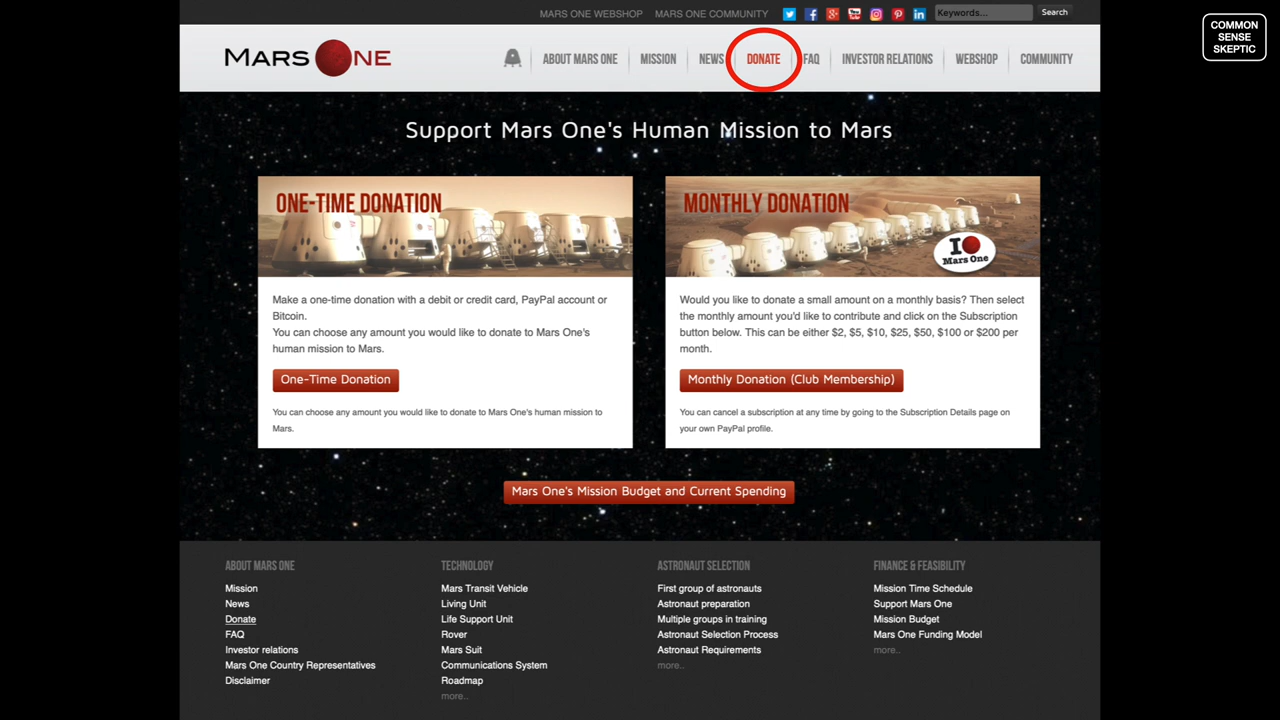 MARS ONE WEBSHOP MARS ONE COMMUNITY Keywords... Search
COMMON
SENSE
SKEPTIC
MARS ONE
ABOUT MARS ONE MISSION NEWS DONATE FAQ INVESTOR RELATIONS WEBSHOP COMMUNITY
Support Mars One's Human Mission to Mars
ONE-TIME DONATION
Make a one-time donation with a debit or credit card, PayPal account or
Bitcoin.
You can choose any amount you would like to donate to Mars One's
human mission to Mars.
One-Time Donation
You can choose any amount you would like to donate to Mars One's human mission to
Mars.
MONTHLY DONATION
I
Mars One
Would you like to donate a small amount on a monthly basis? Then select
the monthly amount you'd like to contribute and click on the Subscription
button below. This can be either $2, $5, $10, $25, $50, $100 or $200 per
month.
Monthly Donation (Club Membership)
You can cancel a subscription at any time by going to the Subscription Details page on
your own PayPal profile.
Mars One's Mission Budget and Current Spending
ABOUT MARS ONE
Mission
News
Donate
FAQ
Investor relations
Mars One Country Representatives
Disclaimer
TECHNOLOGY
Mars Transit Vehicle
Living Unit
Life Support Unit
Rover
Mars Suit
Communications System
Roadmap
more..
ASTRONAUT SELECTION
First group of astronauts
Astronaut preparation
Multiple groups in training
Astronaut Selection Process
Astronaut Requirements
more..
FINANCE & FEASIBILITY
Mission Time Schedule
Support Mars One
Mission Budget
Mars One Funding Model
more..